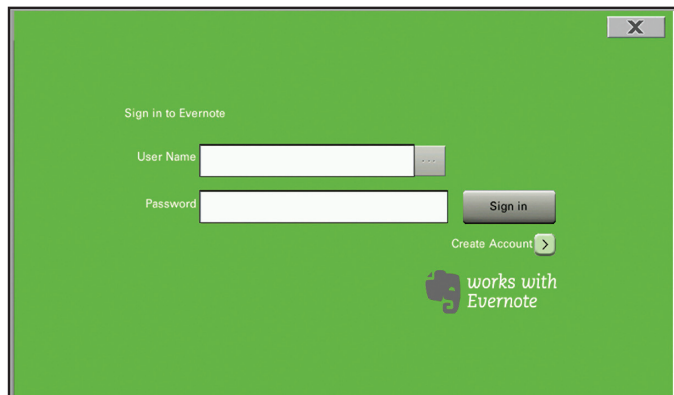 X
Sign in to Evernote
User Name
...
Password
Sign in
Create Account >
works with
Evernote